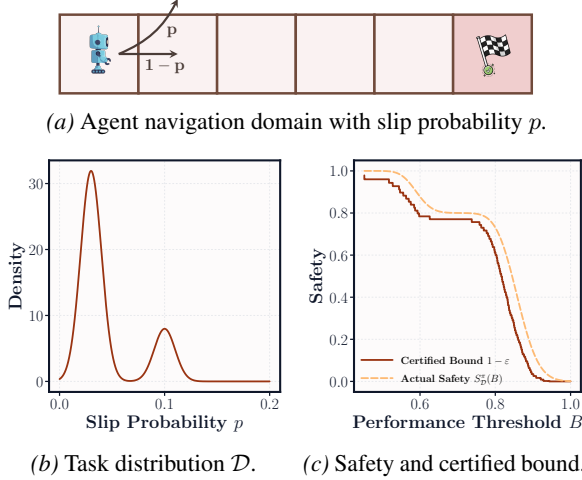 p
1 − p
(a) Agent navigation domain with slip probability p.
30
20
10
0
Density
0.0 0.1 0.2
Slip Probability p
(b) Task distribution 𝒟.
1.0
0.8
0.6
0.4
0.2
0.0
Safety
Certified Bound 1 − ε
Actual Safety S^π_𝒟(B)
0.6 0.8 1.0
Performance Threshold B
(c) Safety and certified bound.